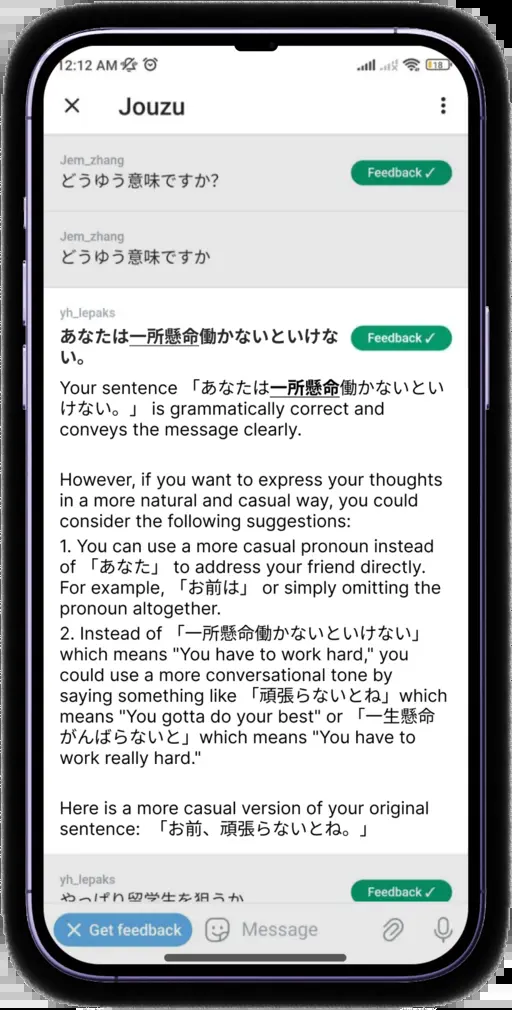 12:12 AM
18
Jouzu
Jem_zhang
どうゆう意味ですか?
Feedback ✓
Jem_zhang
どうゆう意味ですか
yh_lepaks
あなたは一所懸命働かないといけな
い。
Feedback ✓
Your sentence 「あなたは一所懸命働かないとい
けない。」 is grammatically correct and
conveys the message clearly.
However, if you want to express your thoughts
in a more natural and casual way, you could
consider the following suggestions:
1. You can use a more casual pronoun instead
of 「あなた」 to address your friend directly.
For example, 「お前は」 or simply omitting the
pronoun altogether.
2. Instead of 「一所懸命働かないといけない」
which means "You have to work hard," you
could use a more conversational tone by
saying something like 「頑張らないとね」which
means "You gotta do your best" or 「一生懸命
がんばらないと」which means "You have to
work really hard."
Here is a more casual version of your original
sentence: 「お前、頑張らないとね。」
yh_lepaks
やっぱり留学生を狙うか
Feedback ✓
Get feedback
Message